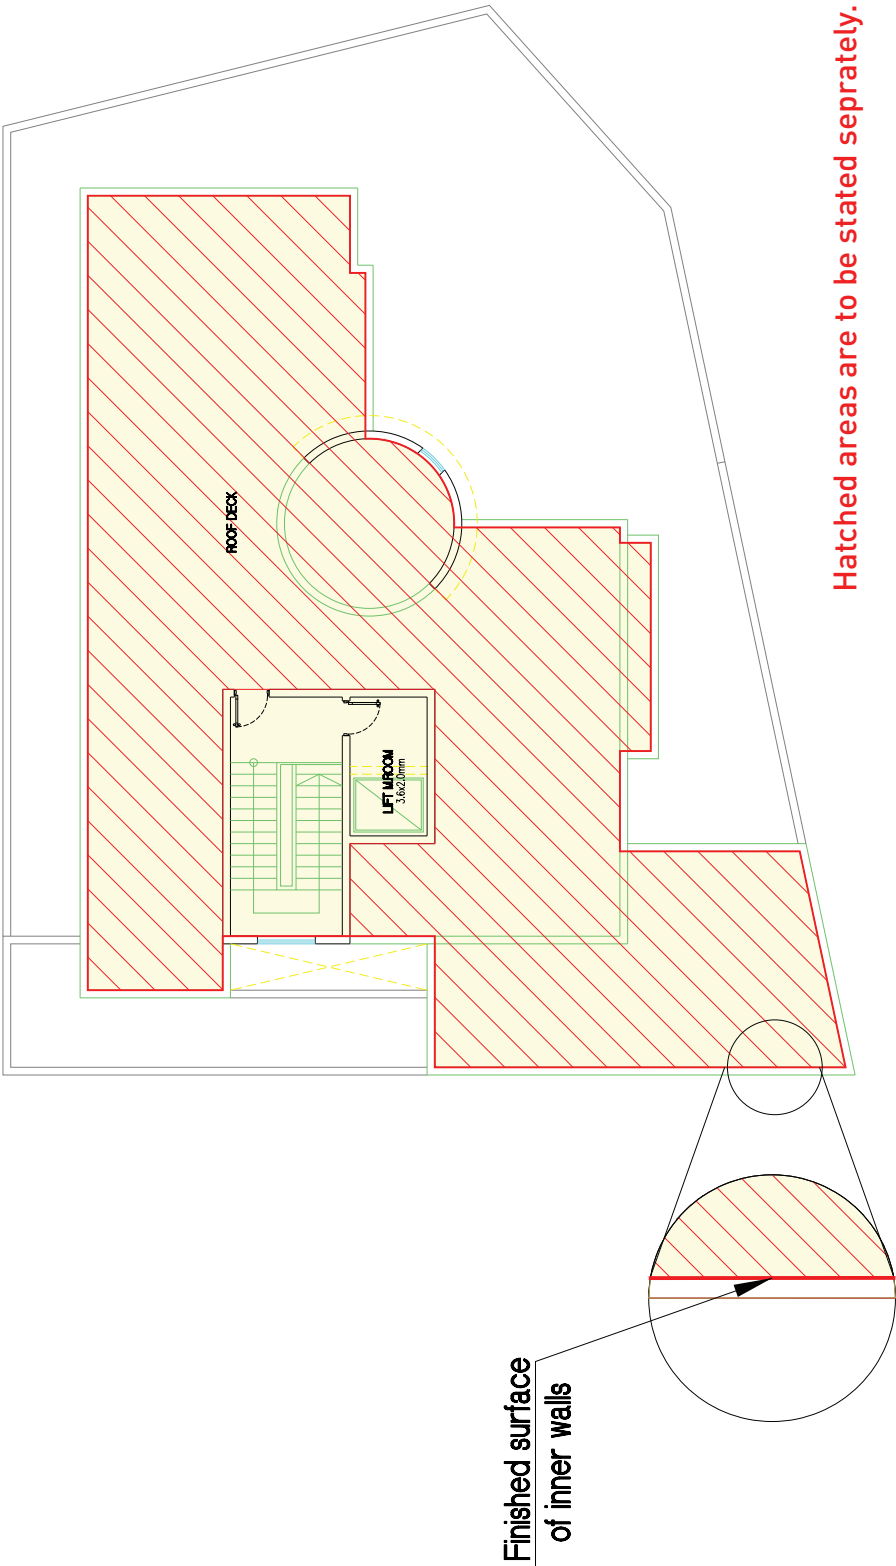 Hatched areas are to be stated seprately.
ROOF DECK
LIFT M.ROOM
3.6x2.0mm
Finished surface
of inner walls